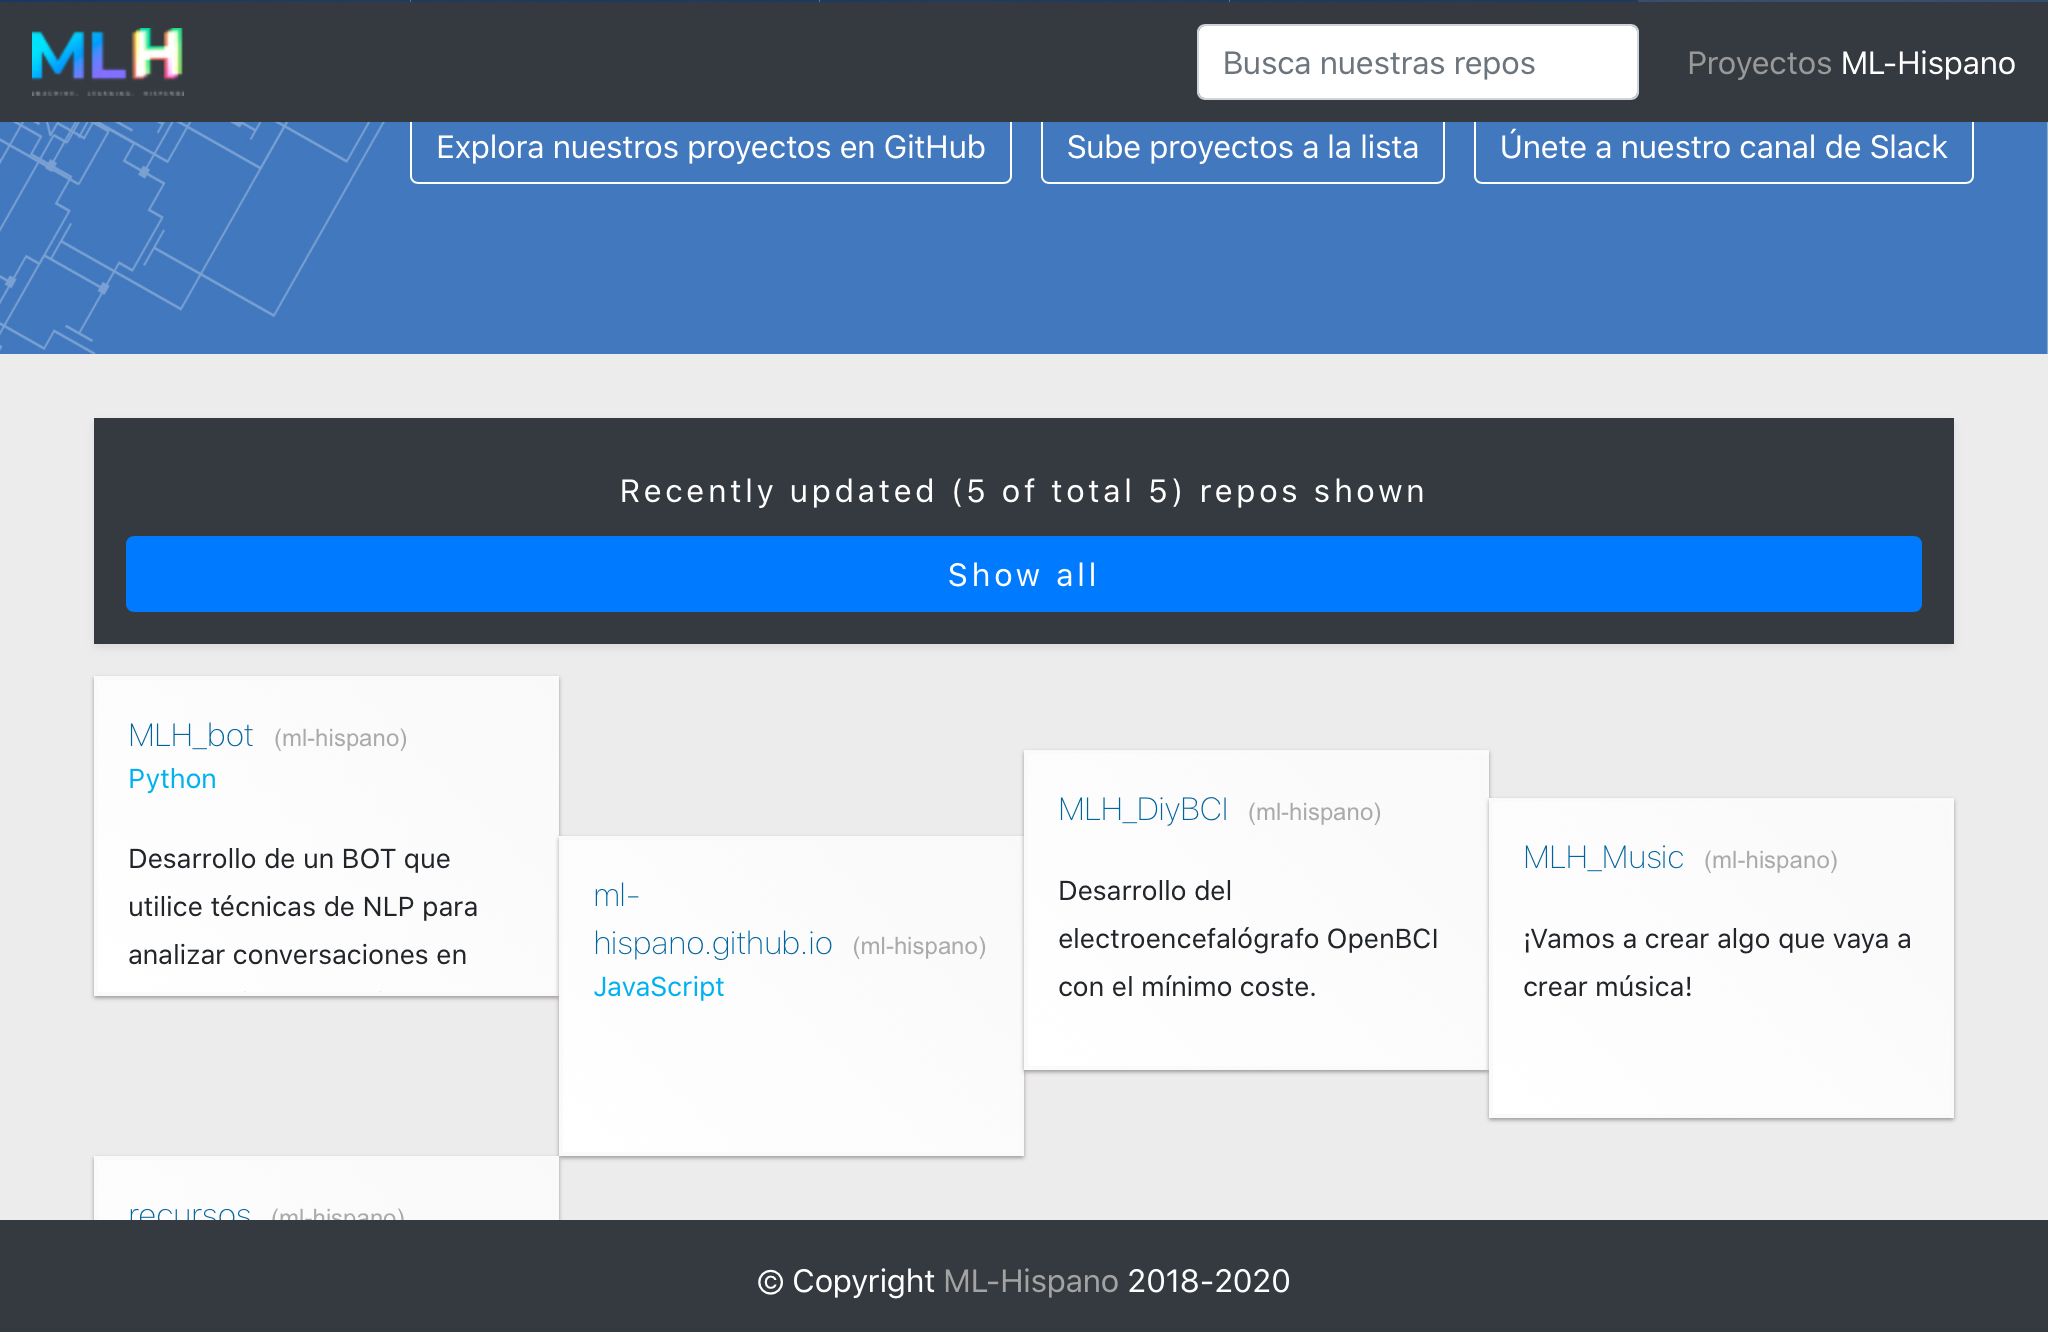 MLH
Busca nuestras repos
Proyectos ML-Hispano
Explora nuestros proyectos en GitHub
Sube proyectos a la lista
Únete a nuestro canal de Slack
Recently updated (5 of total 5) repos shown
Show all
MLH_bot (ml-hispano)
Python
Desarrollo de un BOT que
utilice técnicas de NLP para
analizar conversaciones en
ml-
hispano.github.io (ml-hispano)
JavaScript
MLH_DiyBCI (ml-hispano)
Desarrollo del
electroencefalógrafo OpenBCI
con el mínimo coste.
MLH_Music (ml-hispano)
¡Vamos a crear algo que vaya a
crear música!
recursos (ml-hispano)
© Copyright ML-Hispano 2018-2020